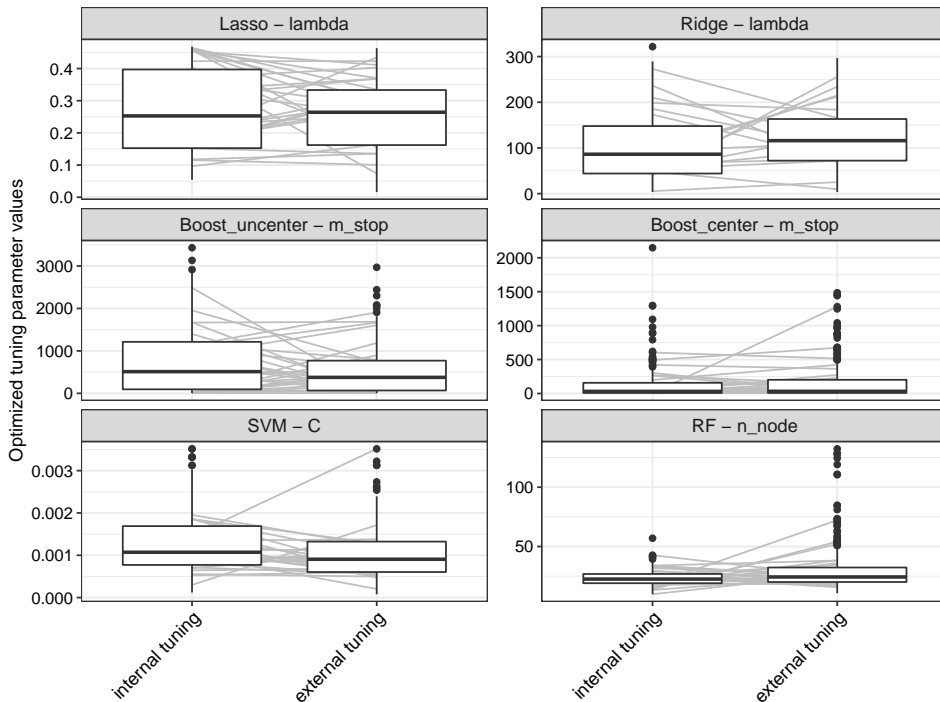 Optimized tuning parameter values
Lasso – lambda
0.4
0.3
0.2
0.1
0.0
Ridge – lambda
300
200
100
0
Boost_uncenter – m_stop
3000
2000
1000
0
Boost_center – m_stop
2000
1500
1000
500
0
SVM – C
0.003
0.002
0.001
0.000
RF – n_node
100
50
internal tuning
external tuning
internal tuning
external tuning